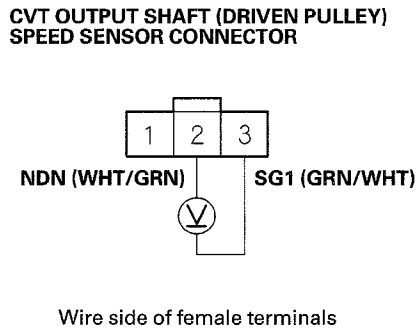 CVT OUTPUT SHAFT (DRIVEN PULLEY)
SPEED SENSOR CONNECTOR
1 2 3
NDN (WHT/GRN) SG1 (GRN/WHT)
V
Wire side of female terminals